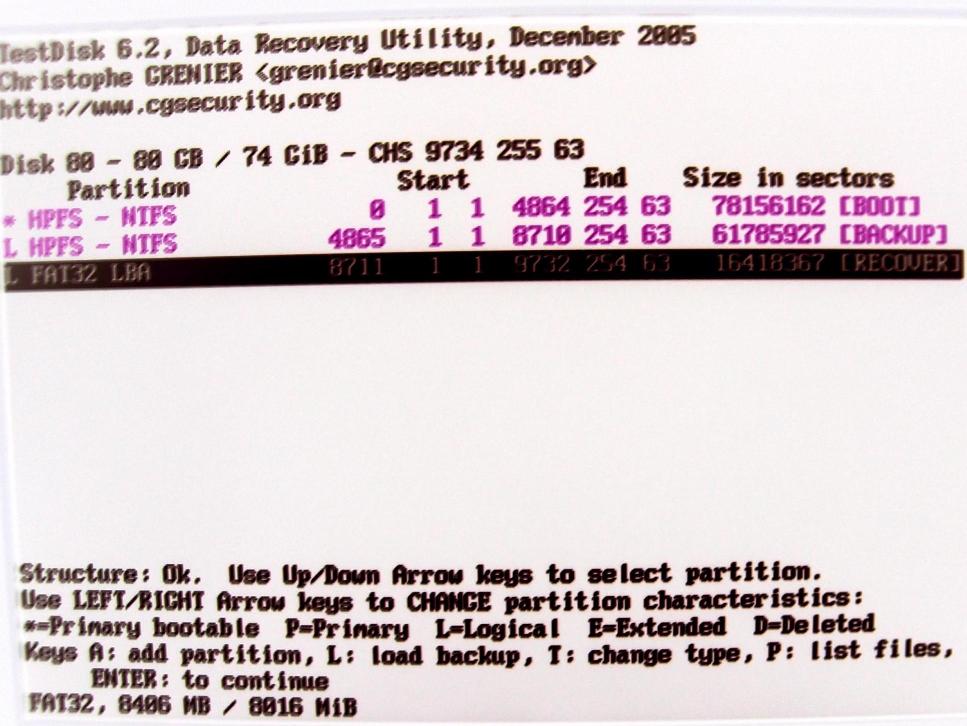 TestDisk 6.2, Data Recovery Utility, December 2005
Christophe GRENIER <grenier@cgsecurity.org>
http://www.cgsecurity.org
Disk 80 - 80 GB / 74 GiB - CHS 9734 255 63
Partition Start End Size in sectors
* HPFS - NTFS 0 1 1 4864 254 63 78156162 [BOOT]
L HPFS - NTFS 4865 1 1 8710 254 63 61785927 [BACKUP]
L FAT32 LBA 8711 1 1 9732 254 63 16418367 [RECOVER]
Structure: Ok. Use Up/Down Arrow keys to select partition.
Use LEFT/RIGHT Arrow keys to CHANGE partition characteristics:
*=Primary bootable P=Primary L=Logical E=Extended D=Deleted
Keys A: add partition, L: load backup, T: change type, P: list files,
ENTER: to continue
FAT32, 8406 MB / 8016 MiB